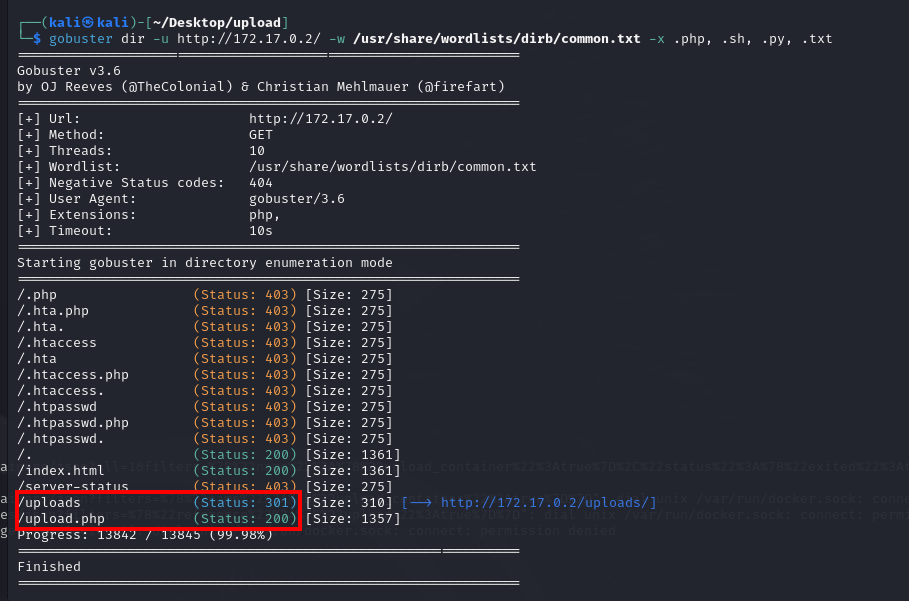 ┌──(kali㉿kali)-[~/Desktop/upload]
└─$ gobuster dir -u http://172.17.0.2/ -w /usr/share/wordlists/dirb/common.txt -x .php, .sh, .py, .txt
===============================================================
Gobuster v3.6
by OJ Reeves (@TheColonial) & Christian Mehlmauer (@firefart)
===============================================================
[+] Url:                     http://172.17.0.2/
[+] Method:                  GET
[+] Threads:                 10
[+] Wordlist:                /usr/share/wordlists/dirb/common.txt
[+] Negative Status codes:   404
[+] User Agent:              gobuster/3.6
[+] Extensions:              php,
[+] Timeout:                 10s
===============================================================
Starting gobuster in directory enumeration mode
===============================================================
/.php                 (Status: 403) [Size: 275]
/.hta.php             (Status: 403) [Size: 275]
/.hta.                (Status: 403) [Size: 275]
/.htaccess            (Status: 403) [Size: 275]
/.hta                 (Status: 403) [Size: 275]
/.htaccess.php        (Status: 403) [Size: 275]
/.htaccess.           (Status: 403) [Size: 275]
/.htpasswd            (Status: 403) [Size: 275]
/.htpasswd.php        (Status: 403) [Size: 275]
/.htpasswd.           (Status: 403) [Size: 275]
/.                    (Status: 200) [Size: 1361]
/index.html           (Status: 200) [Size: 1361]
/server-status        (Status: 403) [Size: 275]
/uploads              (Status: 301) [Size: 310] [--> http://172.17.0.2/uploads/]
/upload.php           (Status: 200) [Size: 1357]
Progress: 13842 / 13845 (99.98%)
===============================================================
Finished
===============================================================